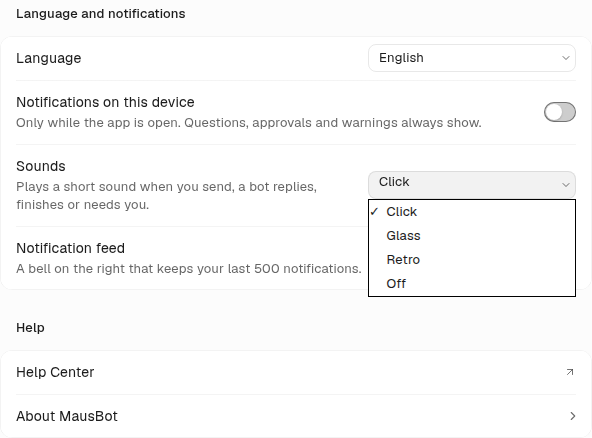 Language and notifications
Language
English
Notifications on this device
Only while the app is open. Questions, approvals and warnings always show.
Sounds
Plays a short sound when you send, a bot replies,
finishes or needs you.
Click
✓ Click
Glass
Retro
Off
Notification feed
A bell on the right that keeps your last 500 notifications.
Help
Help Center
About MausBot